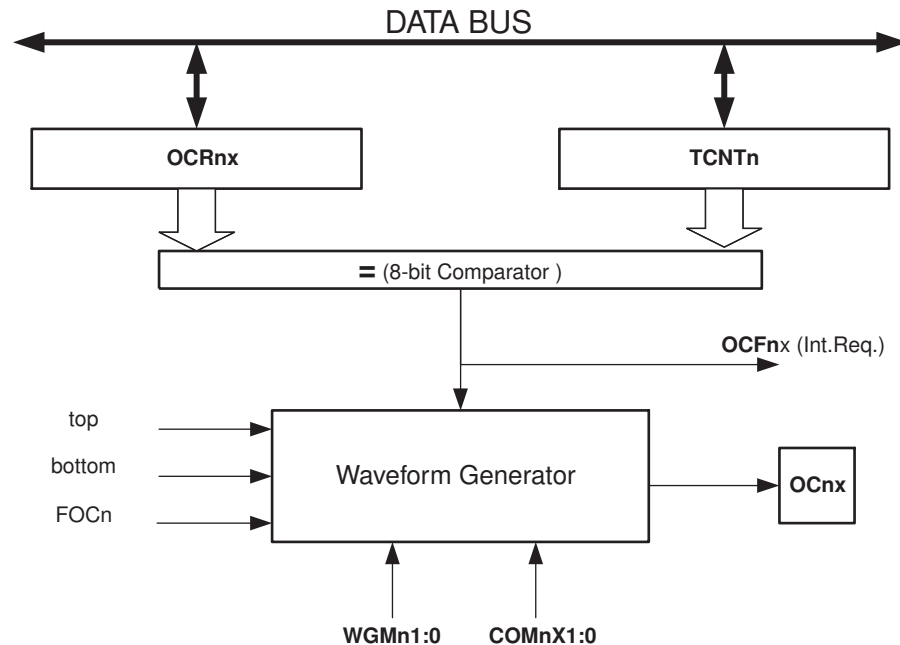 DATA BUS
OCRnx
TCNTn
= (8-bit Comparator )
OCFnx (Int.Req.)
top
bottom
FOCn
Waveform Generator
OCnx
WGMn1:0
COMnX1:0